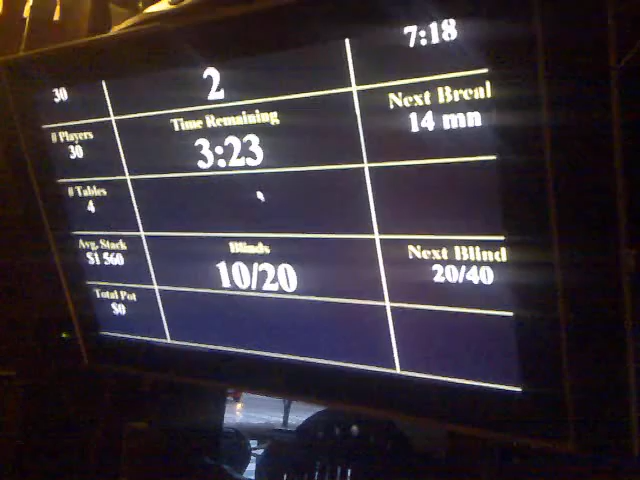 30
2
7:18
# Players
30
Time Remaining
3:23
Next Break
14 mn
# Tables
4
Avg. Stack
$1 560
Blinds
10/20
Next Blind
20/40
Total Pot
$0